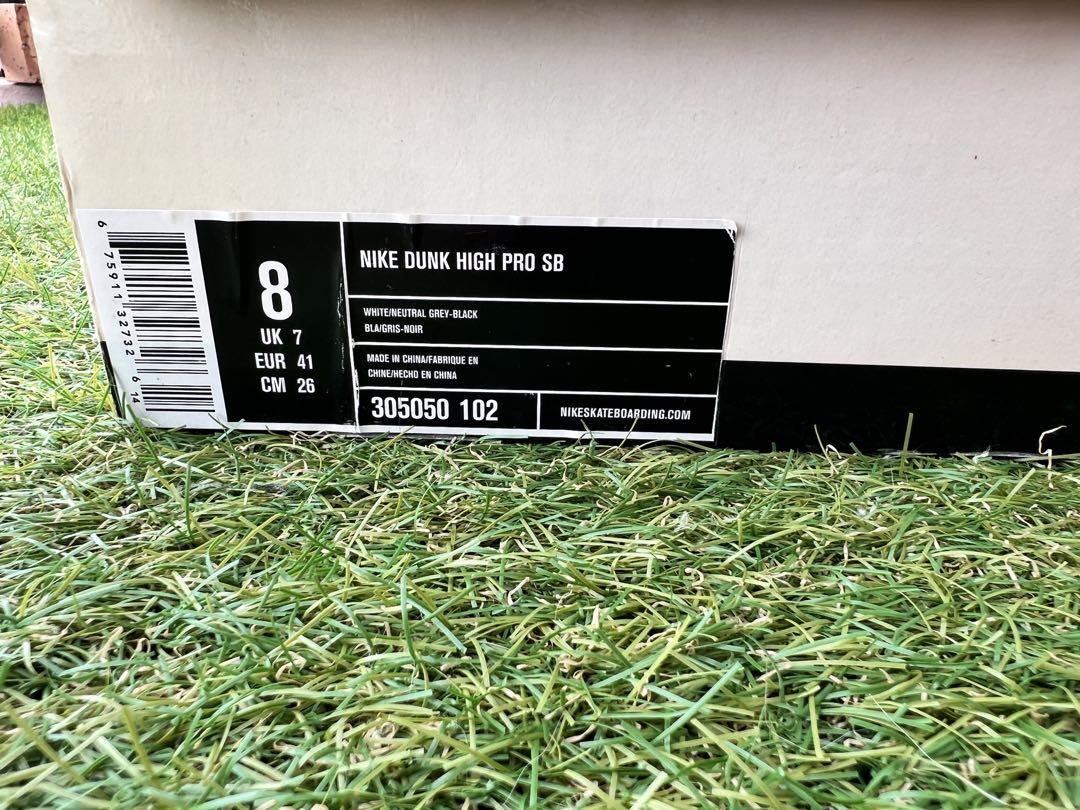 6 75911 32732 6 14
8
UK 7
EUR 41
CM 26
NIKE DUNK HIGH PRO SB
WHITE/NEUTRAL GREY-BLACK
BLA/GRIS-NOIR
MADE IN CHINA/FABRIQUE EN
CHINE/HECHO EN CHINA
305050 102
NIKESKATEBOARDING.COM